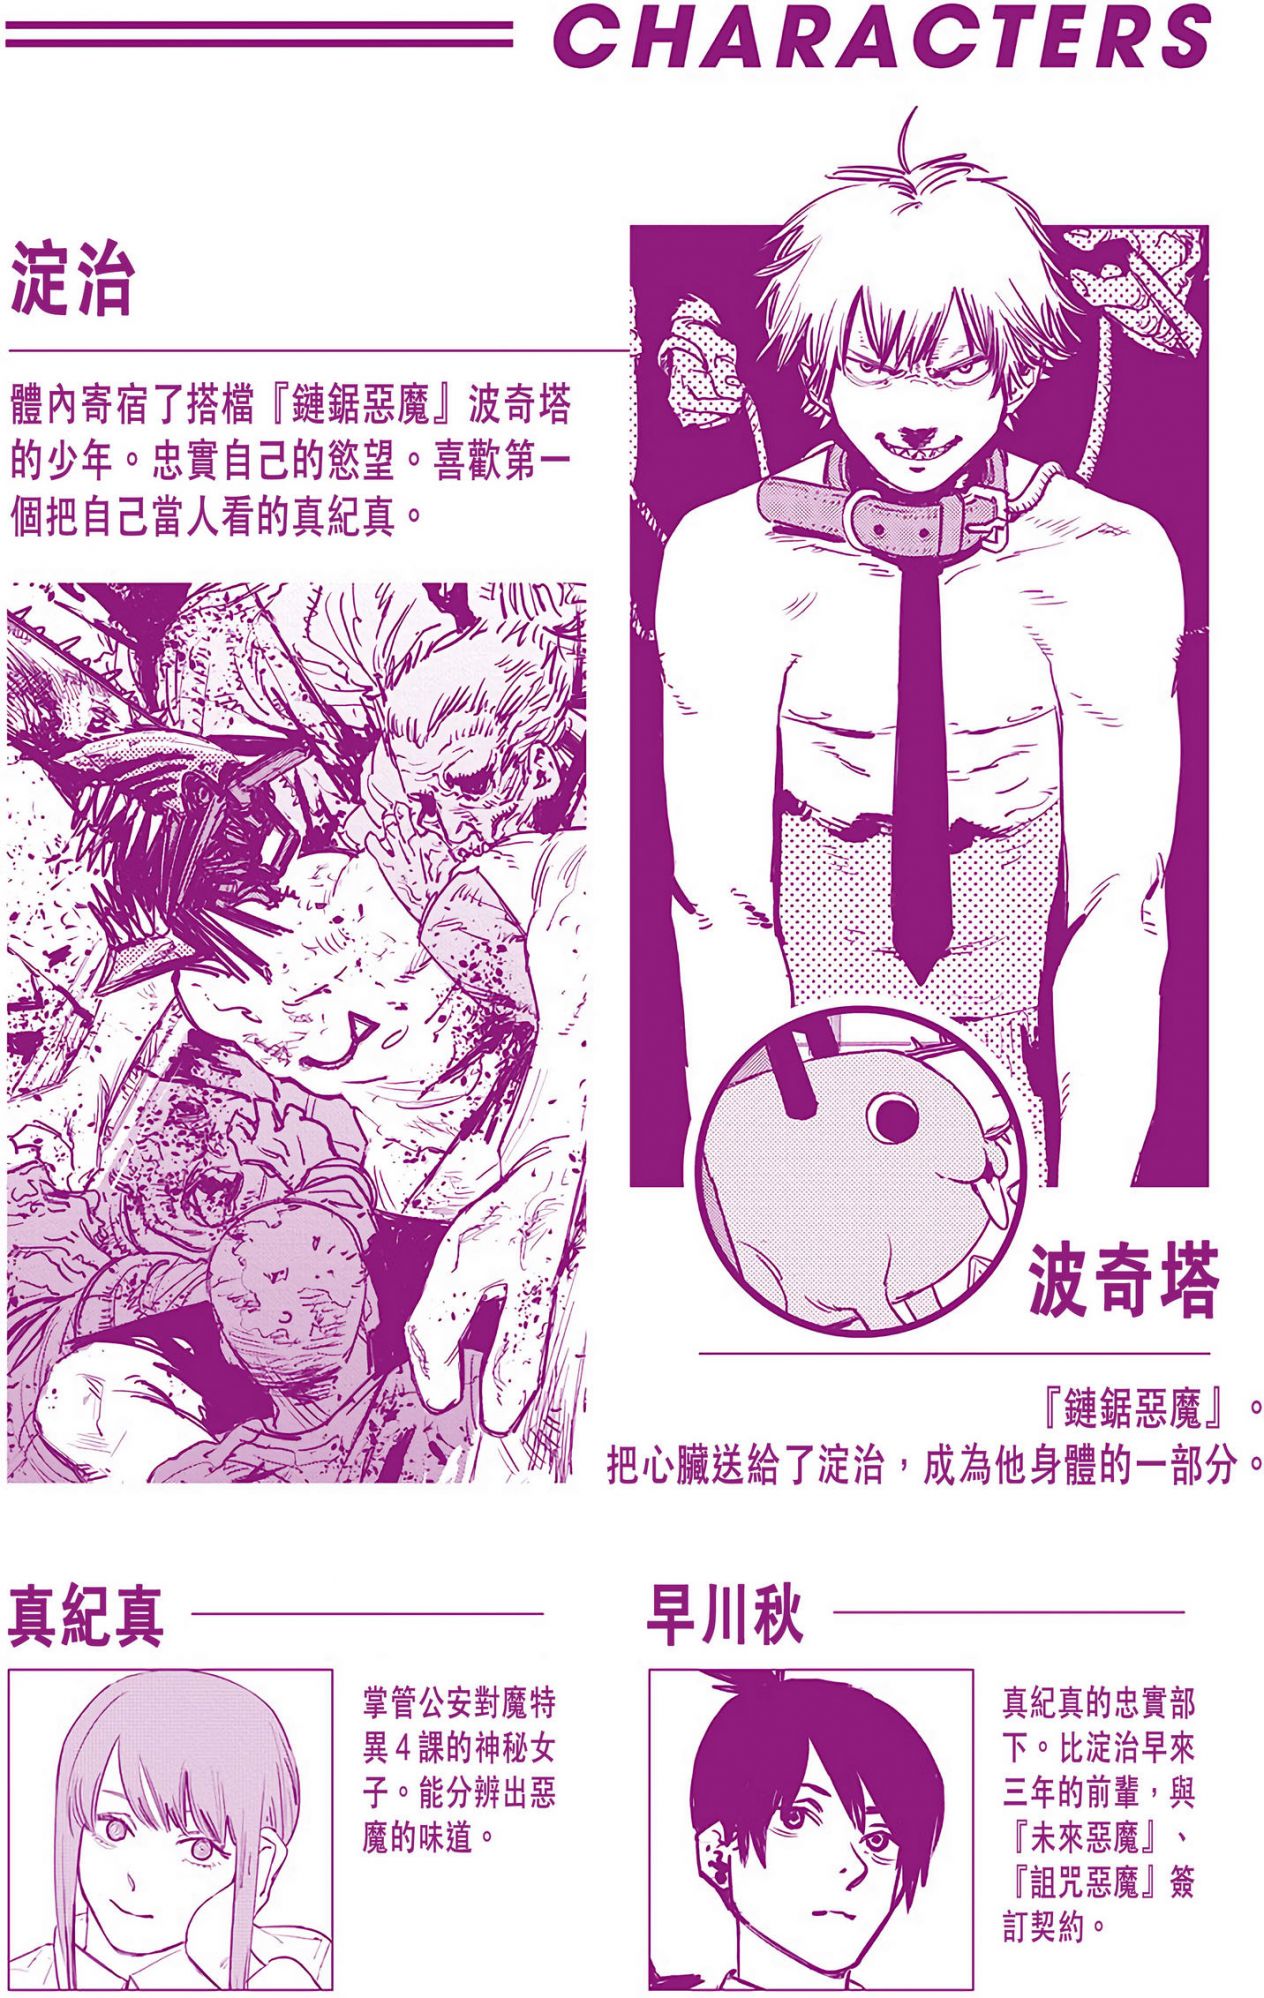 CHARACTERS
淀治
體內寄宿了搭檔『鏈鋸惡魔』波奇塔
的少年。忠實自己的慾望。喜歡第一
個把自己當人看的真紀真。
波奇塔
『鏈鋸惡魔』。
把心臟送給了淀治，成為他身體的一部分。
真紀真
掌管公安對魔特
異4課的神秘女
子。能分辨出惡
魔的味道。
早川秋
真紀真的忠實部
下。比淀治早來
三年的前輩，與
『未來惡魔』、
『詛咒惡魔』簽
訂契約。